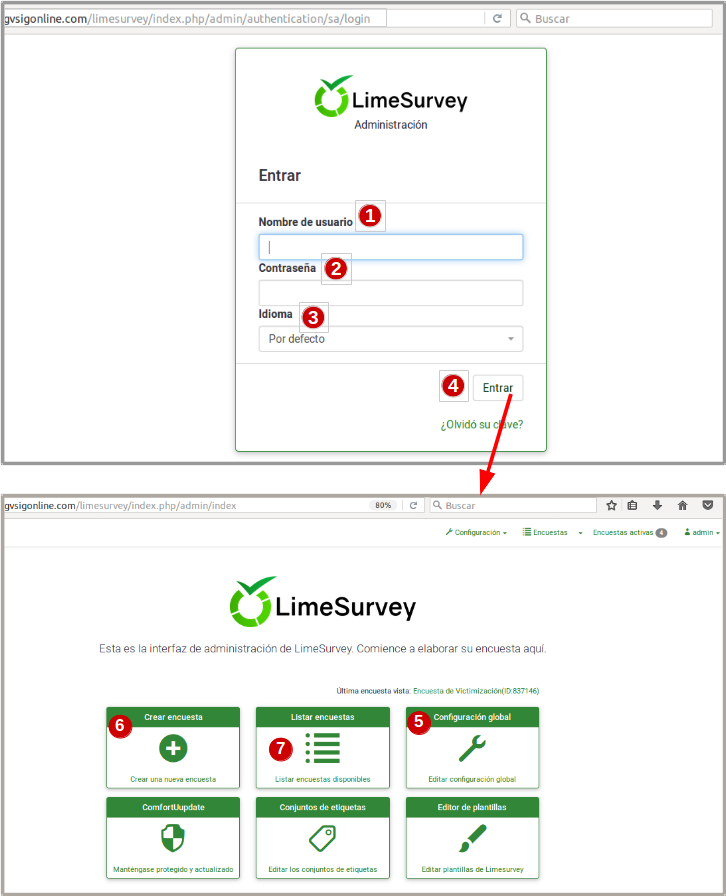 gvsigonline.com/limesurvey/index.php/admin/authentication/sa/login
Buscar
LimeSurvey
Administración
Entrar
Nombre de usuario 1
Contraseña 2
Idioma 3
Por defecto
4 Entrar
¿Olvidó su clave?
gvsigonline.com/limesurvey/index.php/admin/index 80% Buscar
Configuración Encuestas Encuestas activas 4 admin
LimeSurvey
Esta es la interfaz de administración de LimeSurvey. Comience a elaborar su encuesta aquí.
Última encuesta vista: Encuesta de Victimización(ID:837146)
6 Crear encuesta
Crear una nueva encuesta
Listar encuestas
7
Listar encuestas disponibles
5 Configuración global
Editar configuración global
ComfortUupdate
Manténgase protegido y actualizado
Conjuntos de etiquetas
Editar los conjuntos de etiquetas
Editor de plantillas
Editar plantillas de Limesurvey